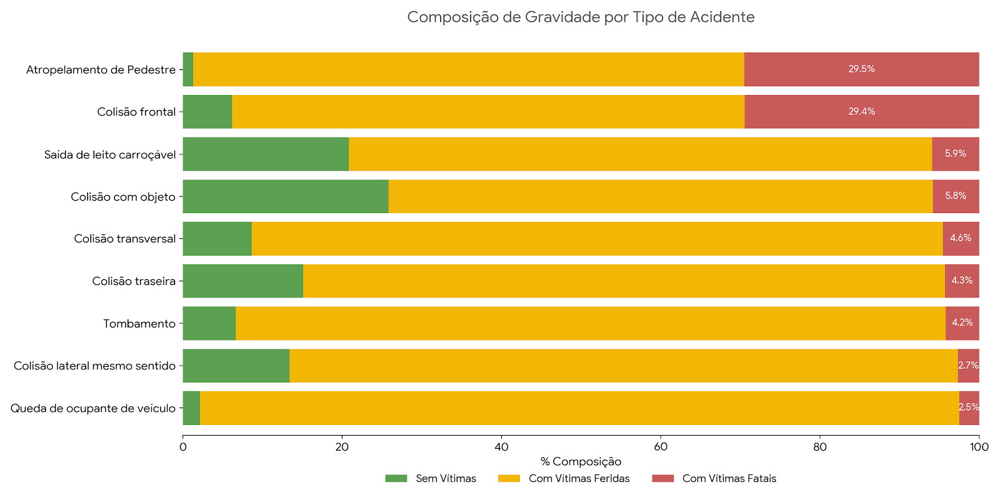 Composição de Gravidade por Tipo de Acidente
Atropelamento de Pedestre
29.5%
Colisão frontal
29.4%
Saída de leito carroçável
5.9%
Colisão com objeto
5.8%
Colisão transversal
4.6%
Colisão traseira
4.3%
Tombamento
4.2%
Colisão lateral mesmo sentido
2.7%
Queda de ocupante de veículo
2.5%
0 20 40 60 80 100
% Composição
Sem Vítimas Com Vítimas Feridas Com Vítimas Fatais